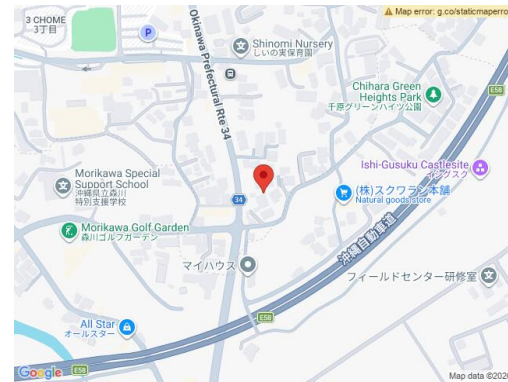 3 CHOME
3丁目
P
Okinawa Prefectural Rte 34
Map error: g.co/staticmaperro
Shinomi Nursery
しいの実保育園
E58
Chihara Green
Heights Park
千原グリーンハイツ公園
Ishi-Gusuku Castlesite
イシグスク
Morikawa Special
Support School
沖縄県立森川
特別支援学校
34
(株)スクワラン本舗
Natural goods store
Morikawa Golf Garden
森川ゴルフガーデン
沖縄自動車道
マイハウス
フィールドセンター研修室
E58
All Star
オールスター
Google
E58
Map data ©2026